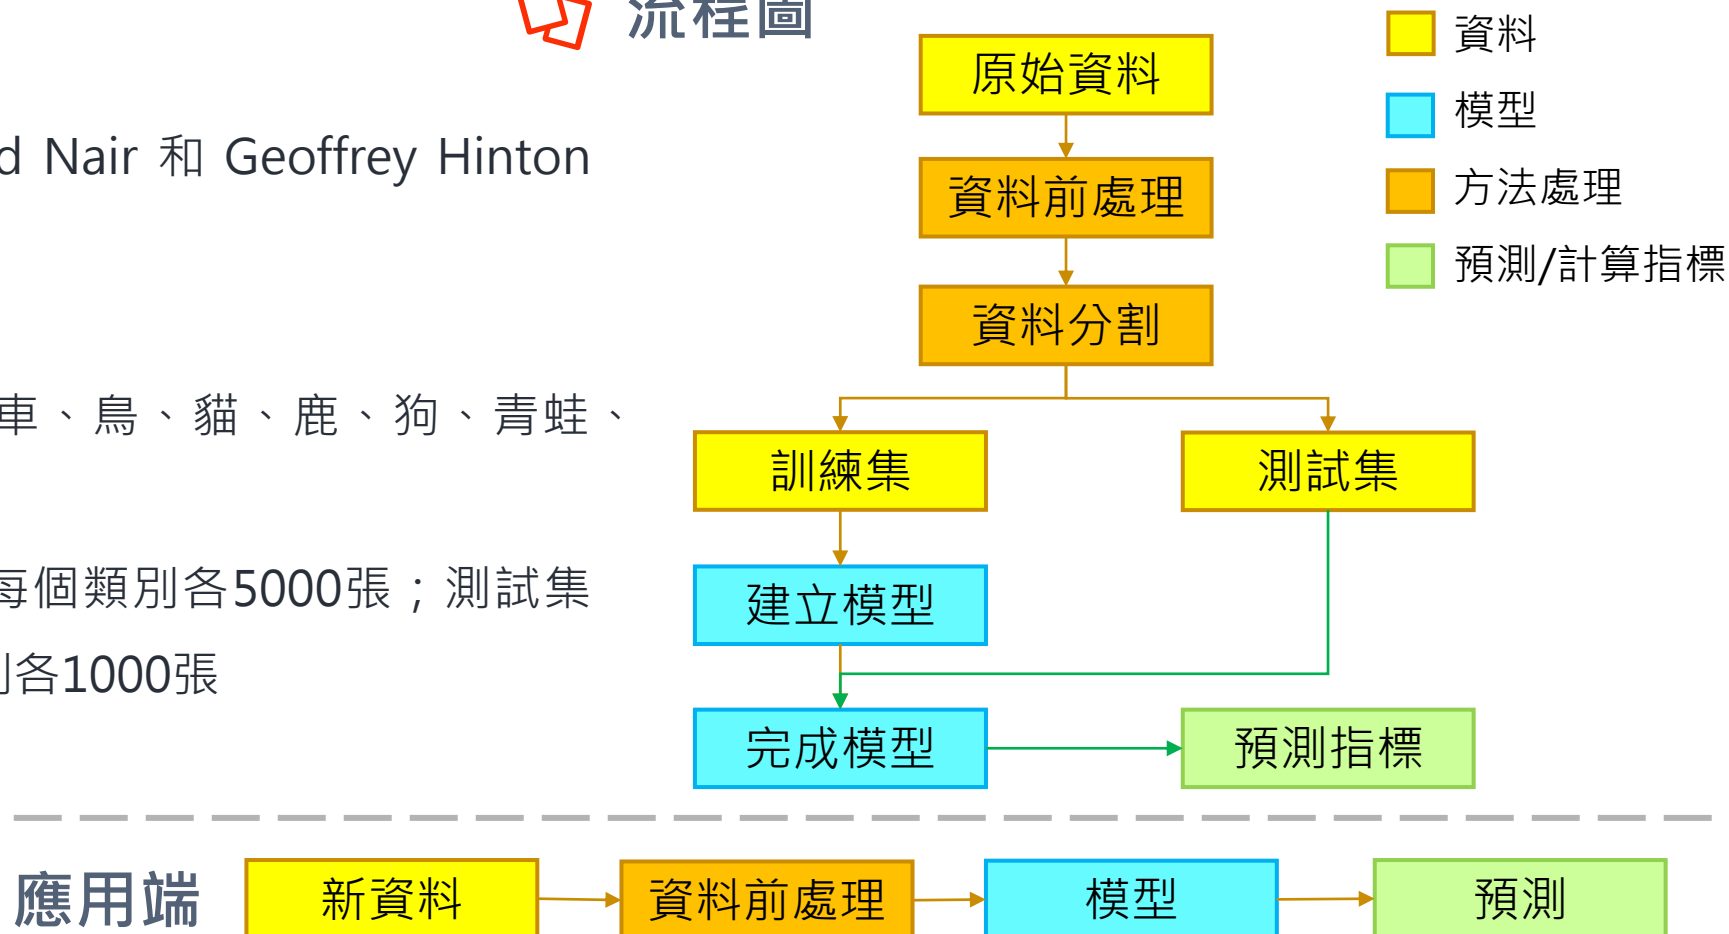 流程圖
d Nair 和 Geoffrey Hinton
車、鳥、貓、鹿、狗、青蛙、
每個類別各5000張；測試集
別各1000張
原始資料
資料前處理
資料分割
訓練集
測試集
建立模型
完成模型
預測指標
資料
模型
方法處理
預測/計算指標
應用端
新資料
資料前處理
模型
預測